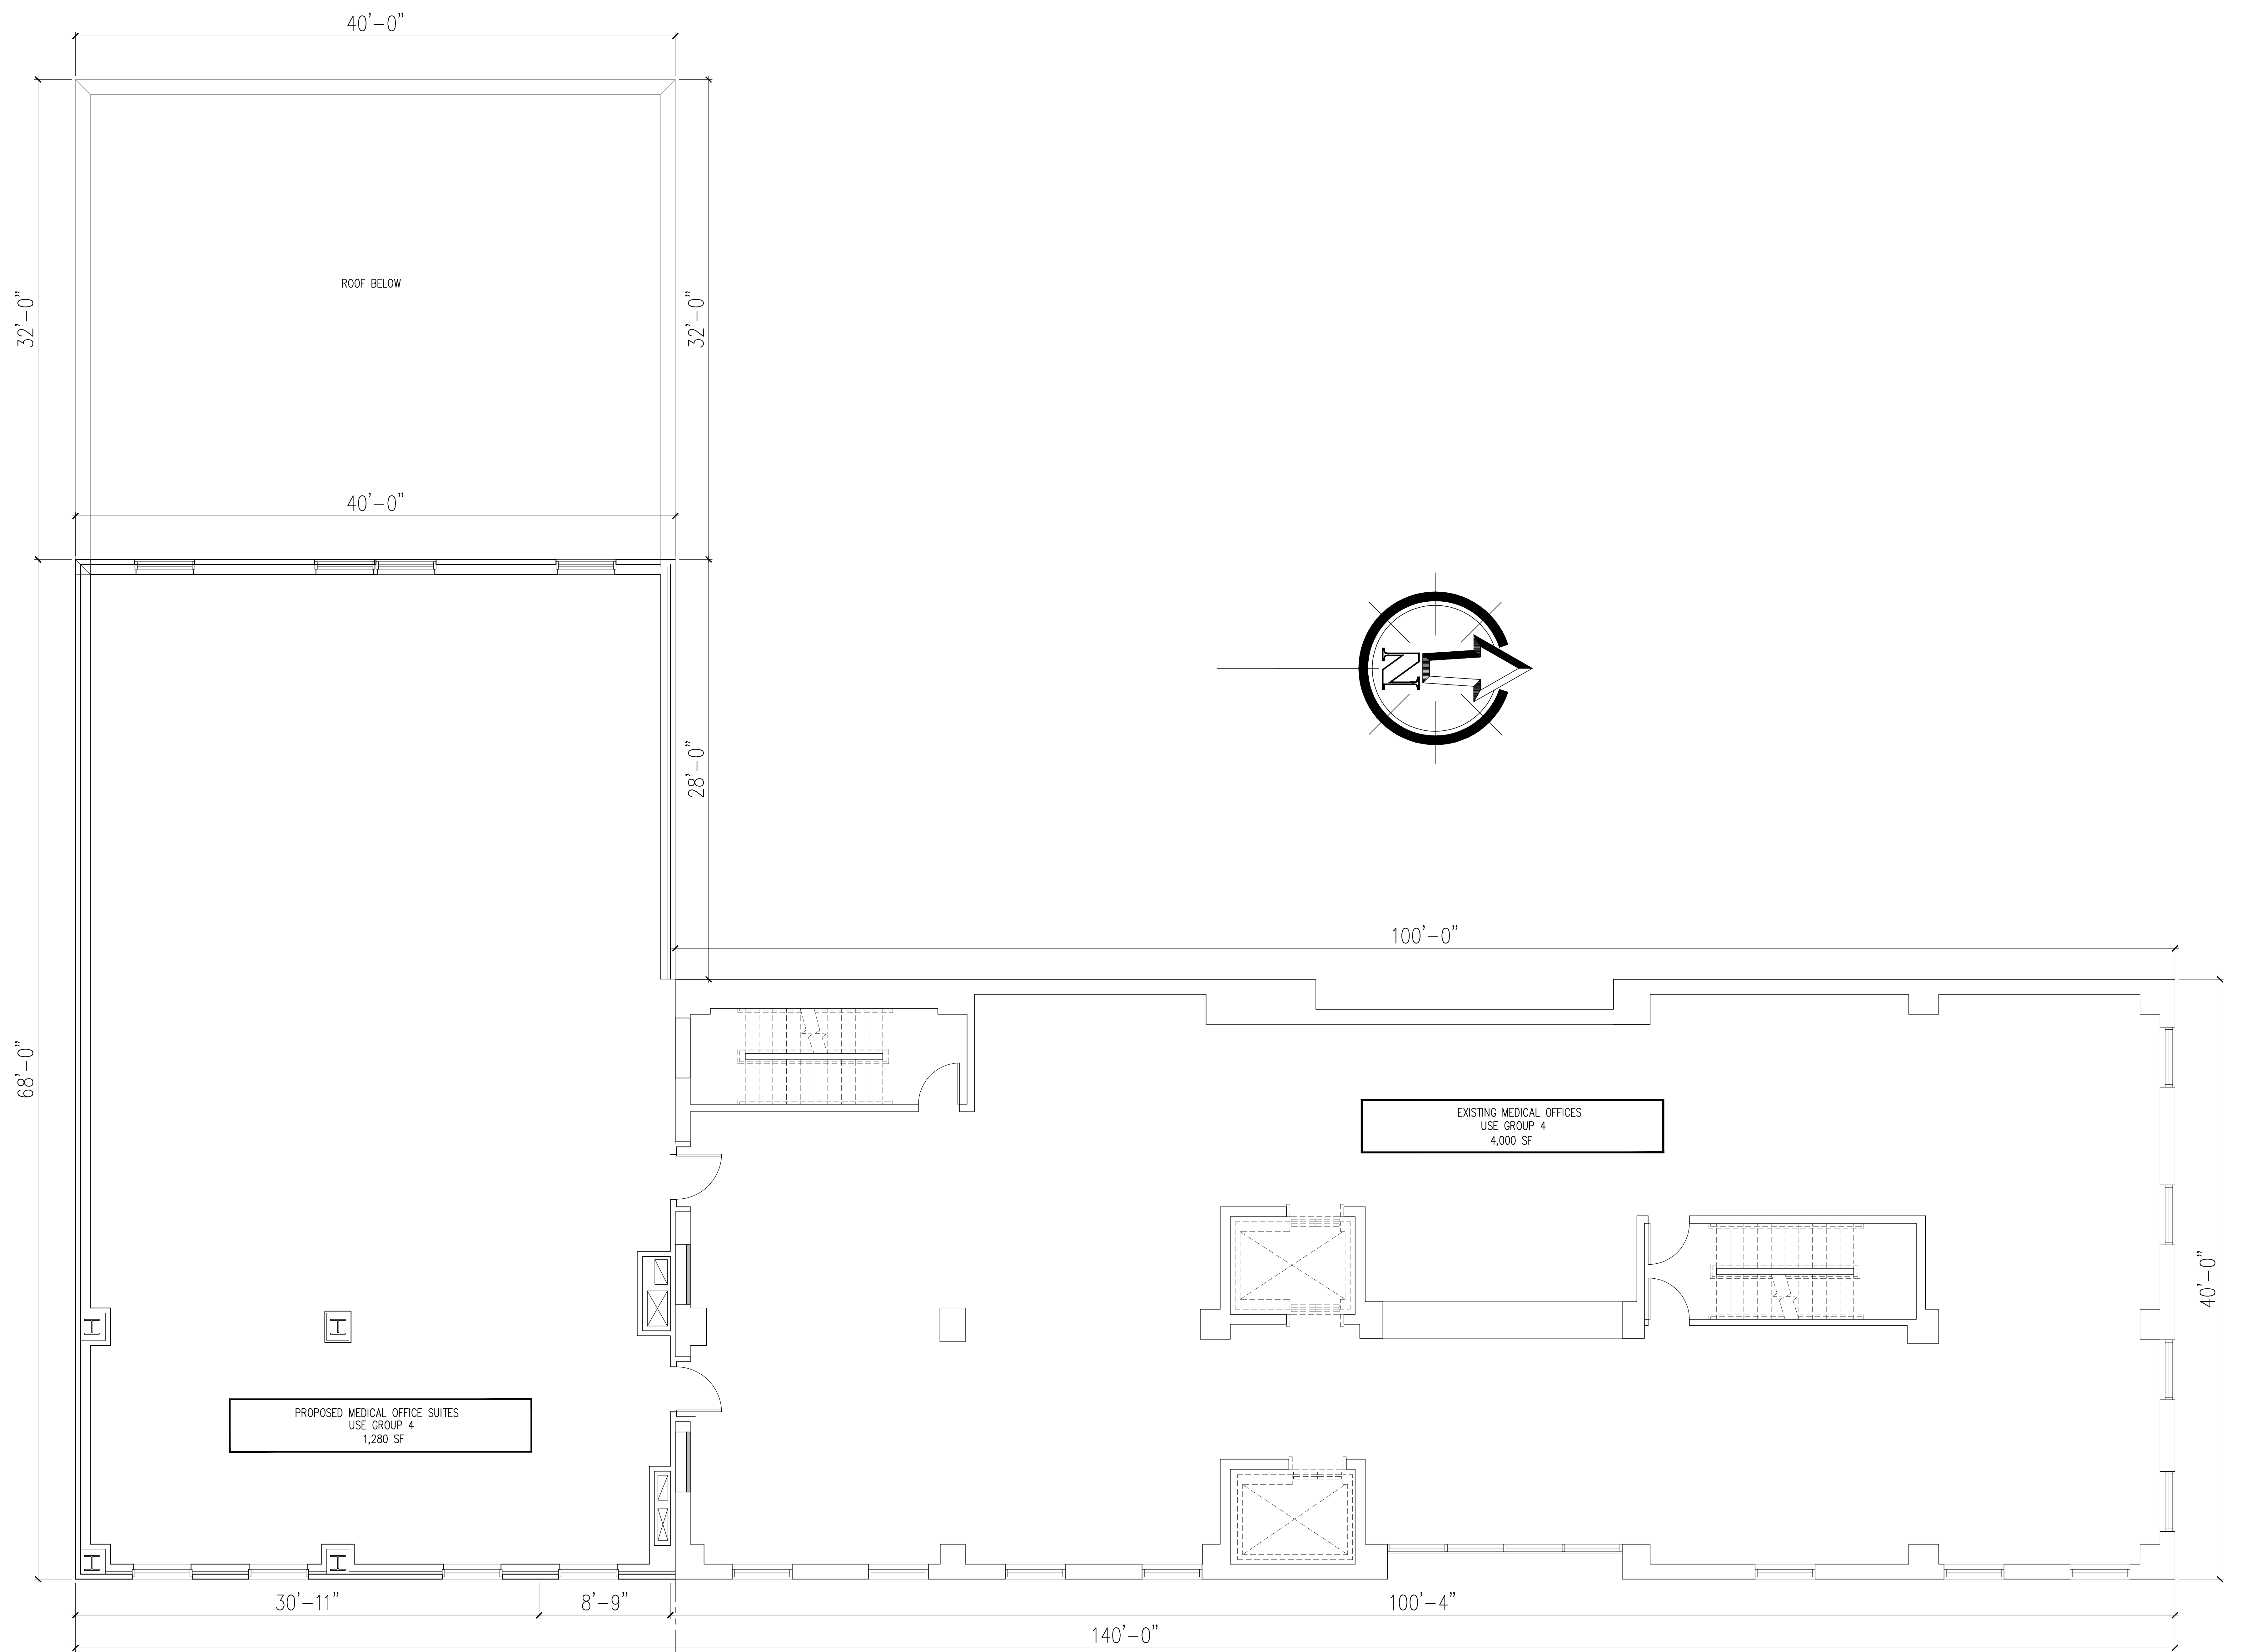 40'-0"
32'-0"
32'-0"
ROOF BELOW
40'-0"
N
28'-0"
68'-0"
100'-0"
EXISTING MEDICAL OFFICES
USE GROUP 4
4,000 SF
40'-0"
PROPOSED MEDICAL OFFICE SUITES
USE GROUP 4
1,280 SF
30'-11"
8'-9"
100'-4"
140'-0"